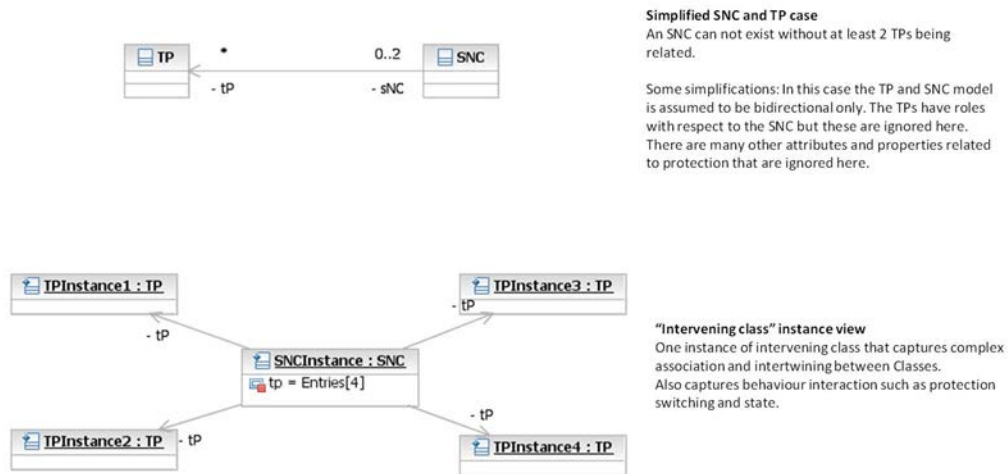 Simplified SNC and TP case
An SNC can not exist without at least 2 TPs being
related.
Some simplifications: In this case the TP and SNC model
is assumed to be bidirectional only. The TPs have roles
with respect to the SNC but these are ignored here.
There are many other attributes and properties related
to protection that are ignored here.
TP
*
0..2
SNC
- tP
- sNC
TPInstance1 : TP
TPInstance3 : TP
- tP
- tP
SNCInstance : SNC
tp = Entries[4]
- tP
- tP
TPInstance2 : TP
TPInstance4 : TP
"Intervening class" instance view
One instance of intervening class that captures complex
association and intertwining between Classes.
Also captures behaviour interaction such as protection
switching and state.